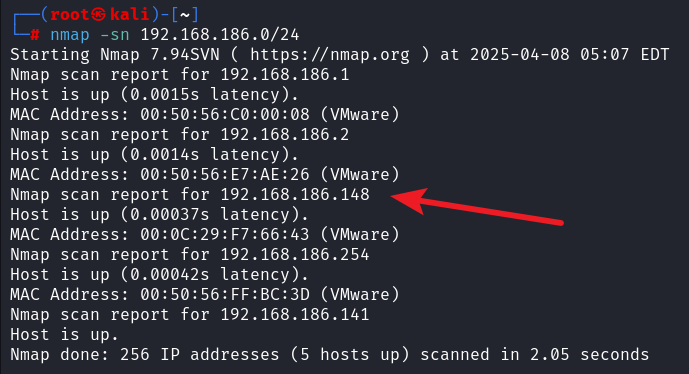 ┌──(root㉿kali)-[~]
└─# nmap -sn 192.168.186.0/24
Starting Nmap 7.94SVN ( https://nmap.org ) at 2025-04-08 05:07 EDT
Nmap scan report for 192.168.186.1
Host is up (0.0015s latency).
MAC Address: 00:50:56:C0:00:08 (VMware)
Nmap scan report for 192.168.186.2
Host is up (0.0014s latency).
MAC Address: 00:50:56:E7:AE:26 (VMware)
Nmap scan report for 192.168.186.148
Host is up (0.00037s latency).
MAC Address: 00:0C:29:F7:66:43 (VMware)
Nmap scan report for 192.168.186.254
Host is up (0.00042s latency).
MAC Address: 00:50:56:FF:BC:3D (VMware)
Nmap scan report for 192.168.186.141
Host is up.
Nmap done: 256 IP addresses (5 hosts up) scanned in 2.05 seconds